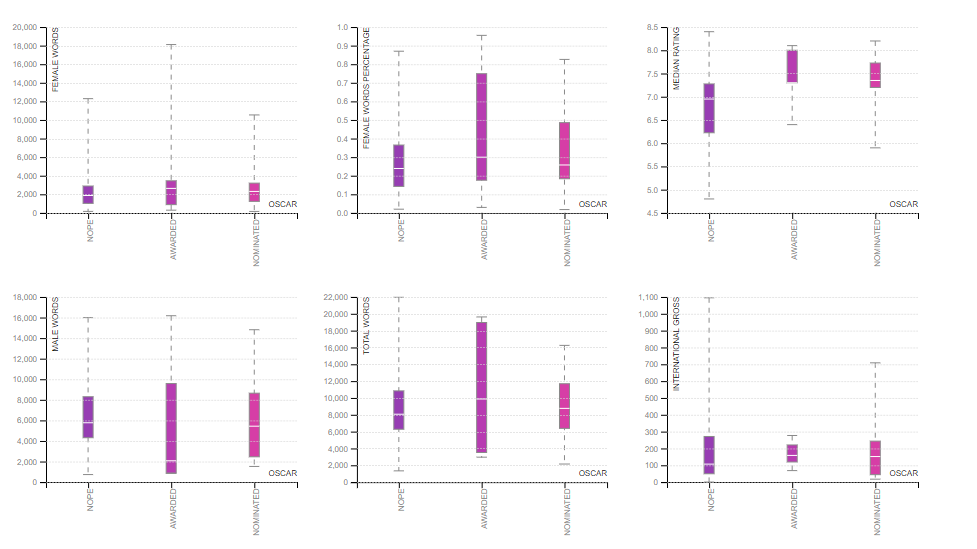 FEMALE WORDS
20,000
18,000
16,000
14,000
12,000
10,000
8,000
6,000
4,000
2,000
0
OSCAR
NOPE
AWARDED
NOMINATED
FEMALE WORDS PERCENTAGE
1.0
0.9
0.8
0.7
0.6
0.5
0.4
0.3
0.2
0.1
0.0
OSCAR
NOPE
AWARDED
NOMINATED
MEDIAN RATING
8.5
8.0
7.5
7.0
6.5
6.0
5.5
5.0
4.5
OSCAR
NOPE
AWARDED
NOMINATED
MALE WORDS
18,000
16,000
14,000
12,000
10,000
8,000
6,000
4,000
2,000
0
OSCAR
NOPE
AWARDED
NOMINATED
TOTAL WORDS
22,000
20,000
18,000
16,000
14,000
12,000
10,000
8,000
6,000
4,000
2,000
0
OSCAR
NOPE
AWARDED
NOMINATED
INTERNATIONAL GROSS
1,100
1,000
900
800
700
600
500
400
300
200
100
0
OSCAR
NOPE
AWARDED
NOMINATED